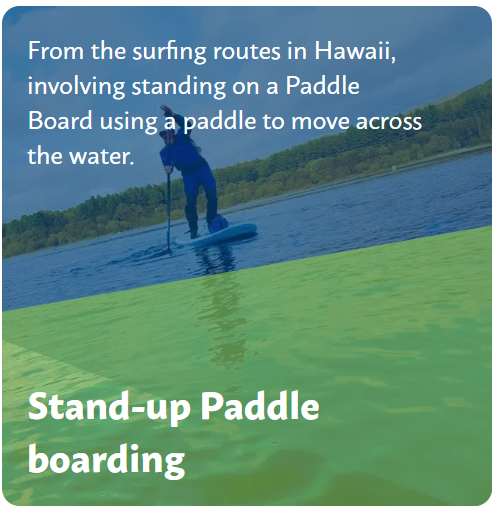 From the surfing routes in Hawaii,
involving standing on a Paddle
Board using a paddle to move across
the water.
Stand-up Paddle
boarding